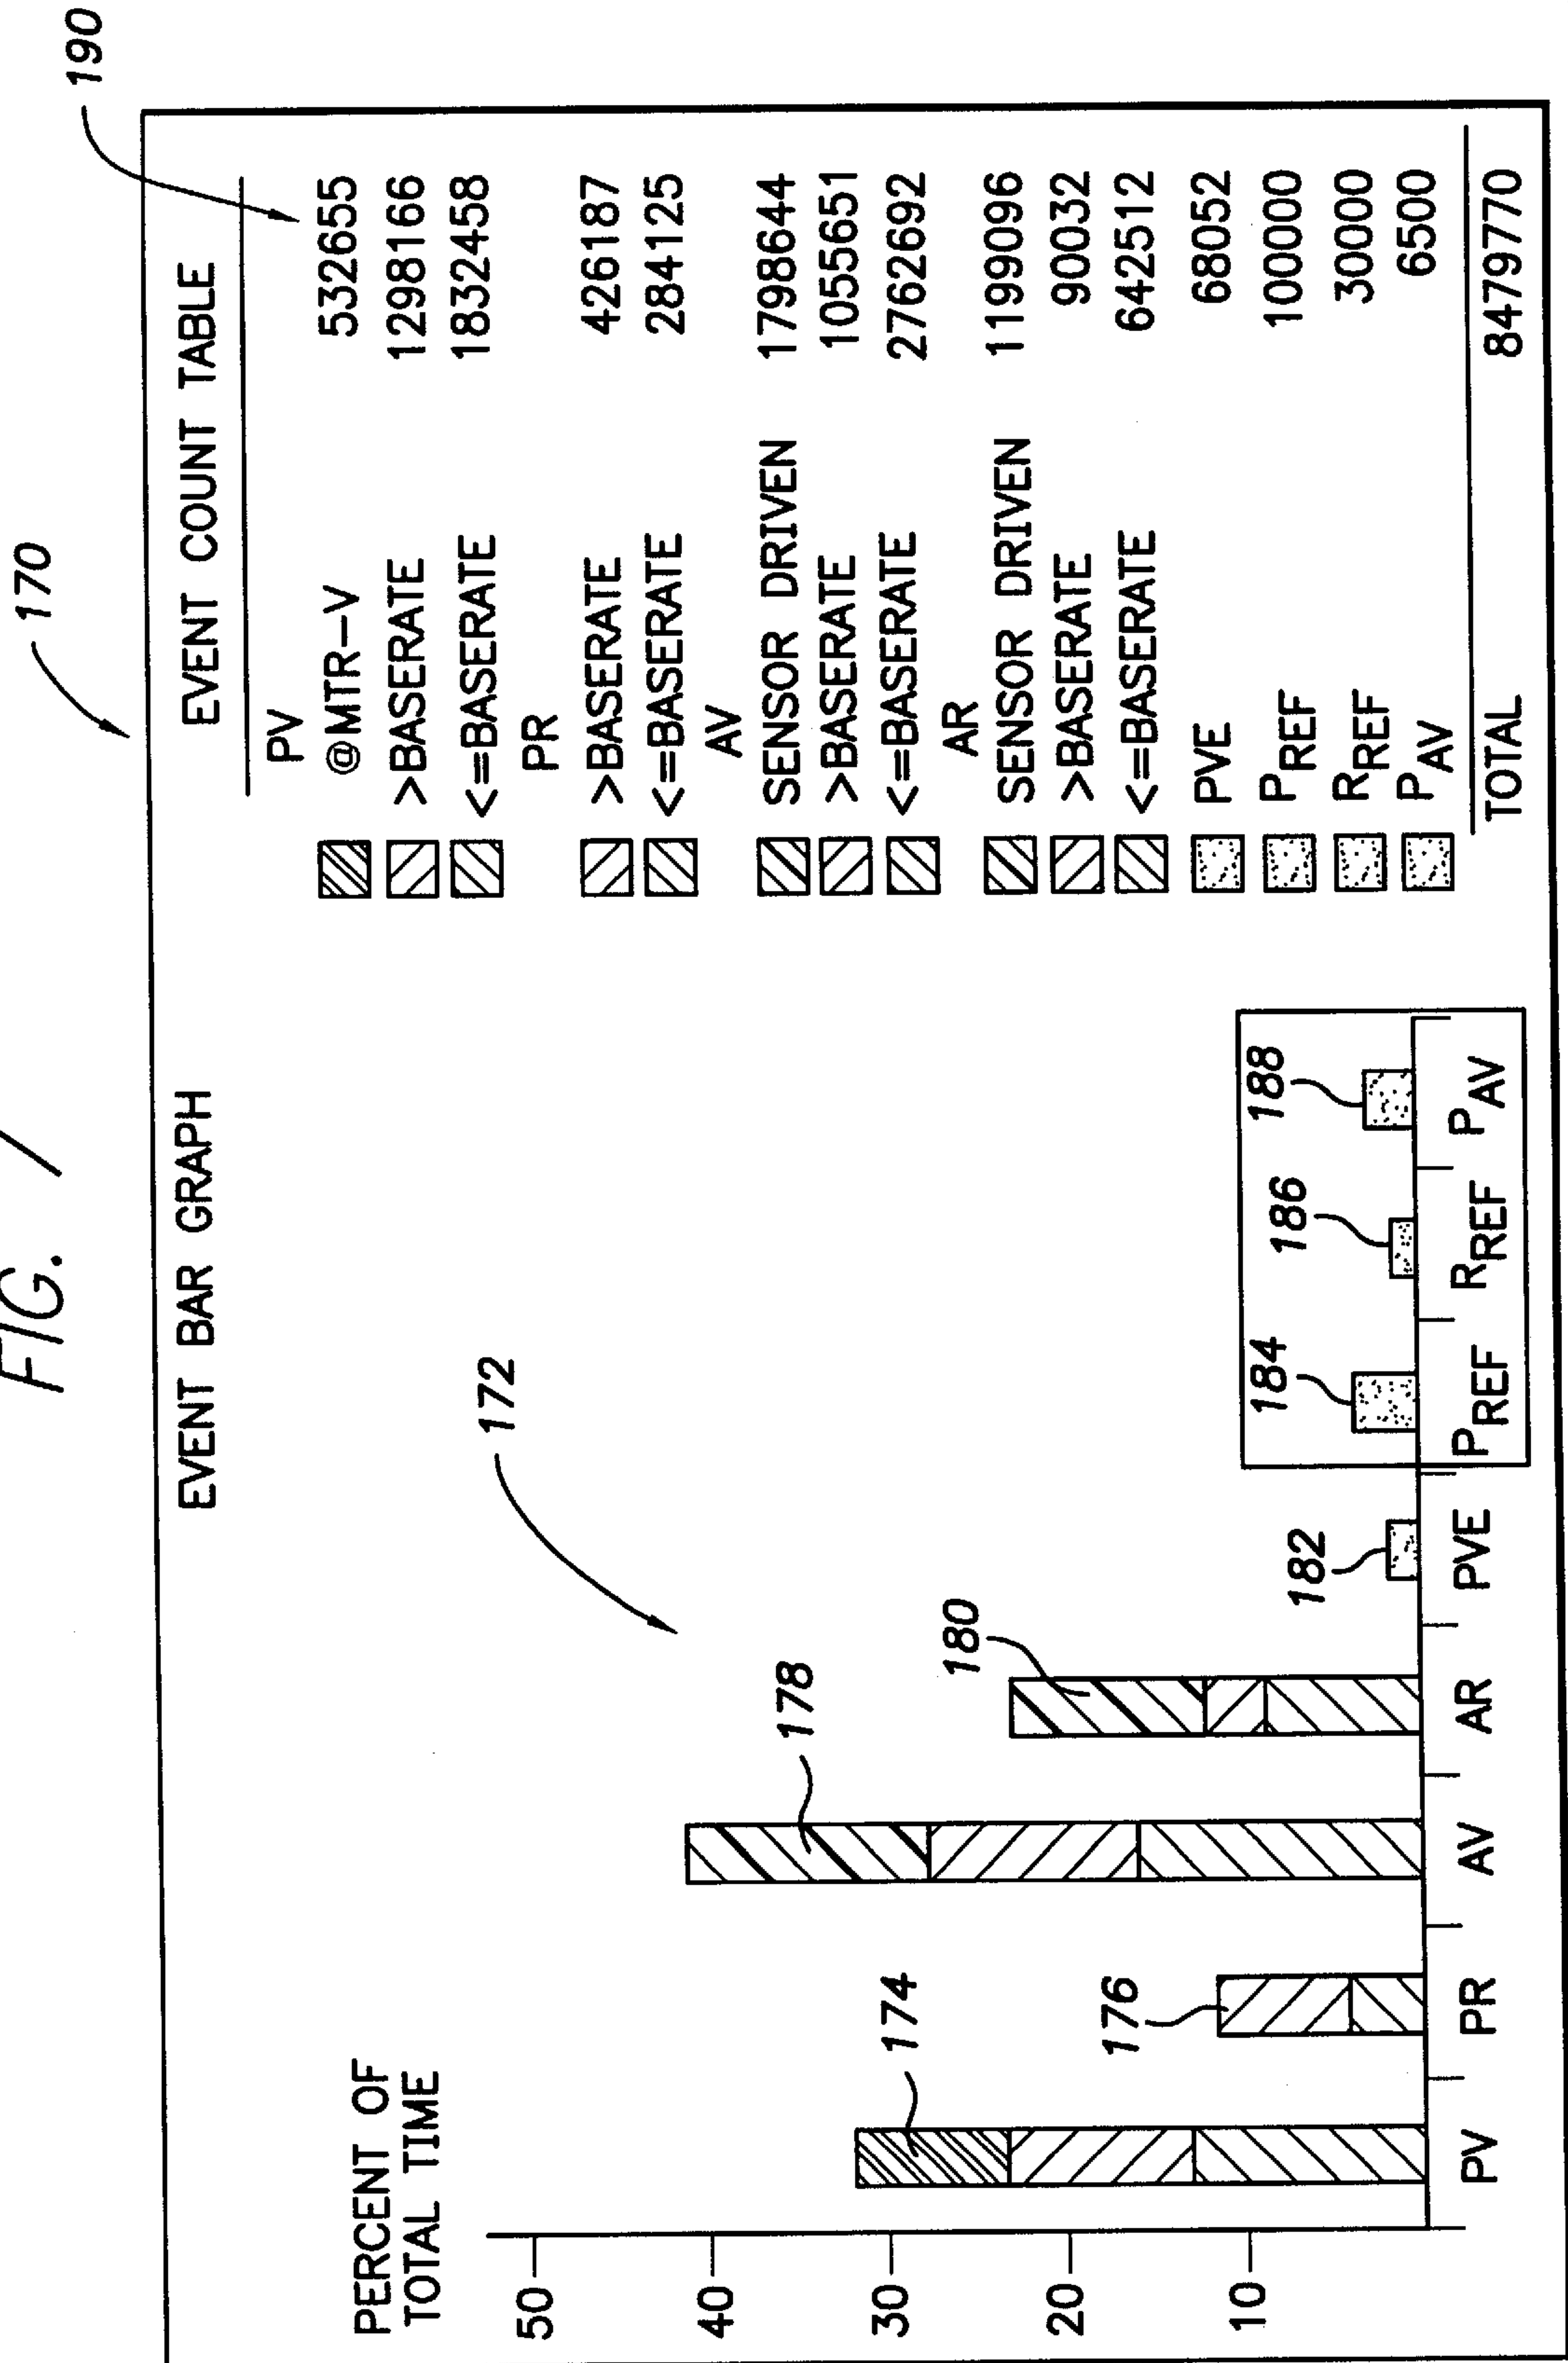 FIG. 7
170
190
EVENT BAR GRAPH
PERCENT OF
TOTAL TIME
50
40
30
20
10
172
174
176
178
180
182
184
186
188
PV
PR
AV
AR
PVE
PREF
RREF
PAV
EVENT COUNT TABLE
PV
@MTR-V 532655
>BASERATE 1298166
<=BASERATE 1832458
PR
>BASERATE 426187
<=BASERATE 284125
AV
SENSOR DRIVEN 1798644
>BASERATE 1055651
<=BASERATE 2762692
AR
SENSOR DRIVEN 1199096
>BASERATE 90032
<=BASERATE 6425512
PVE 68052
PREF 100000
RREF 30000
PAV 6500
TOTAL 8479770